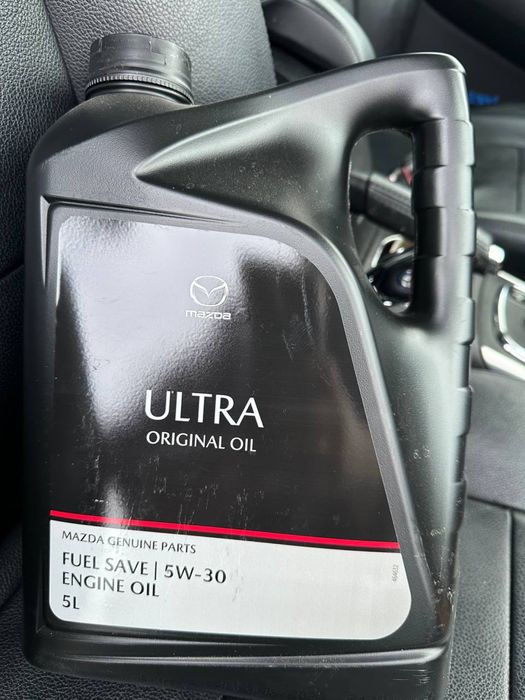 mazda
ULTRA
ORIGINAL OIL
MAZDA GENUINE PARTS
FUEL SAVE | 5W-30
ENGINE OIL
5L